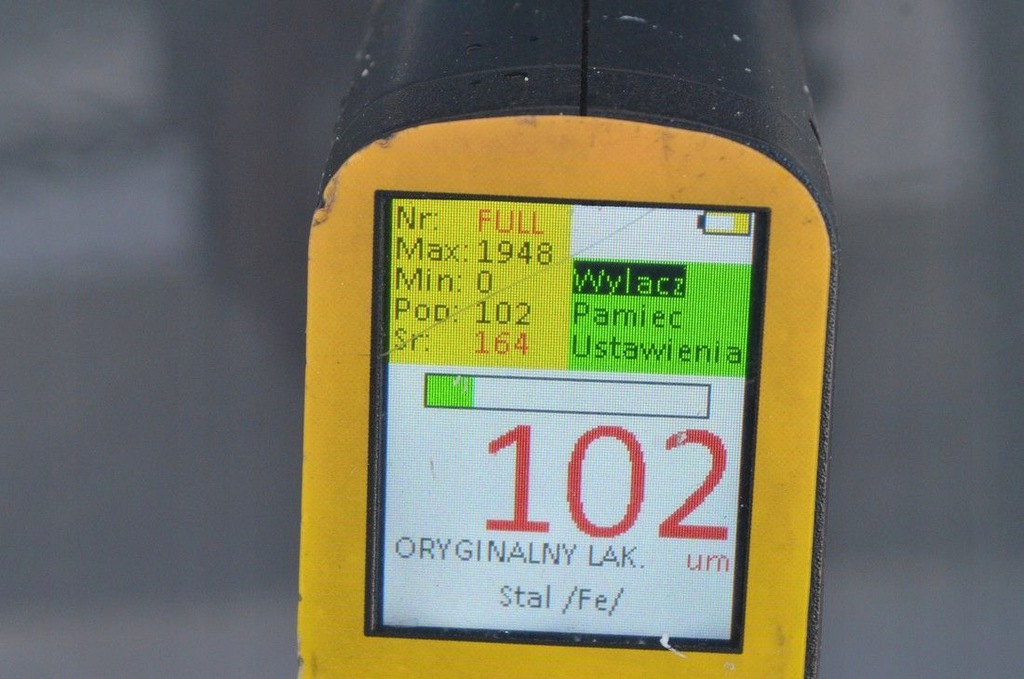 Nr: FULL
Max: 1948
Min: 0
Pop: 102
Sr: 164
Wylacz
Pamiec
Ustawienia
102
um
ORYGINALNY LAK.
Stal /Fe/